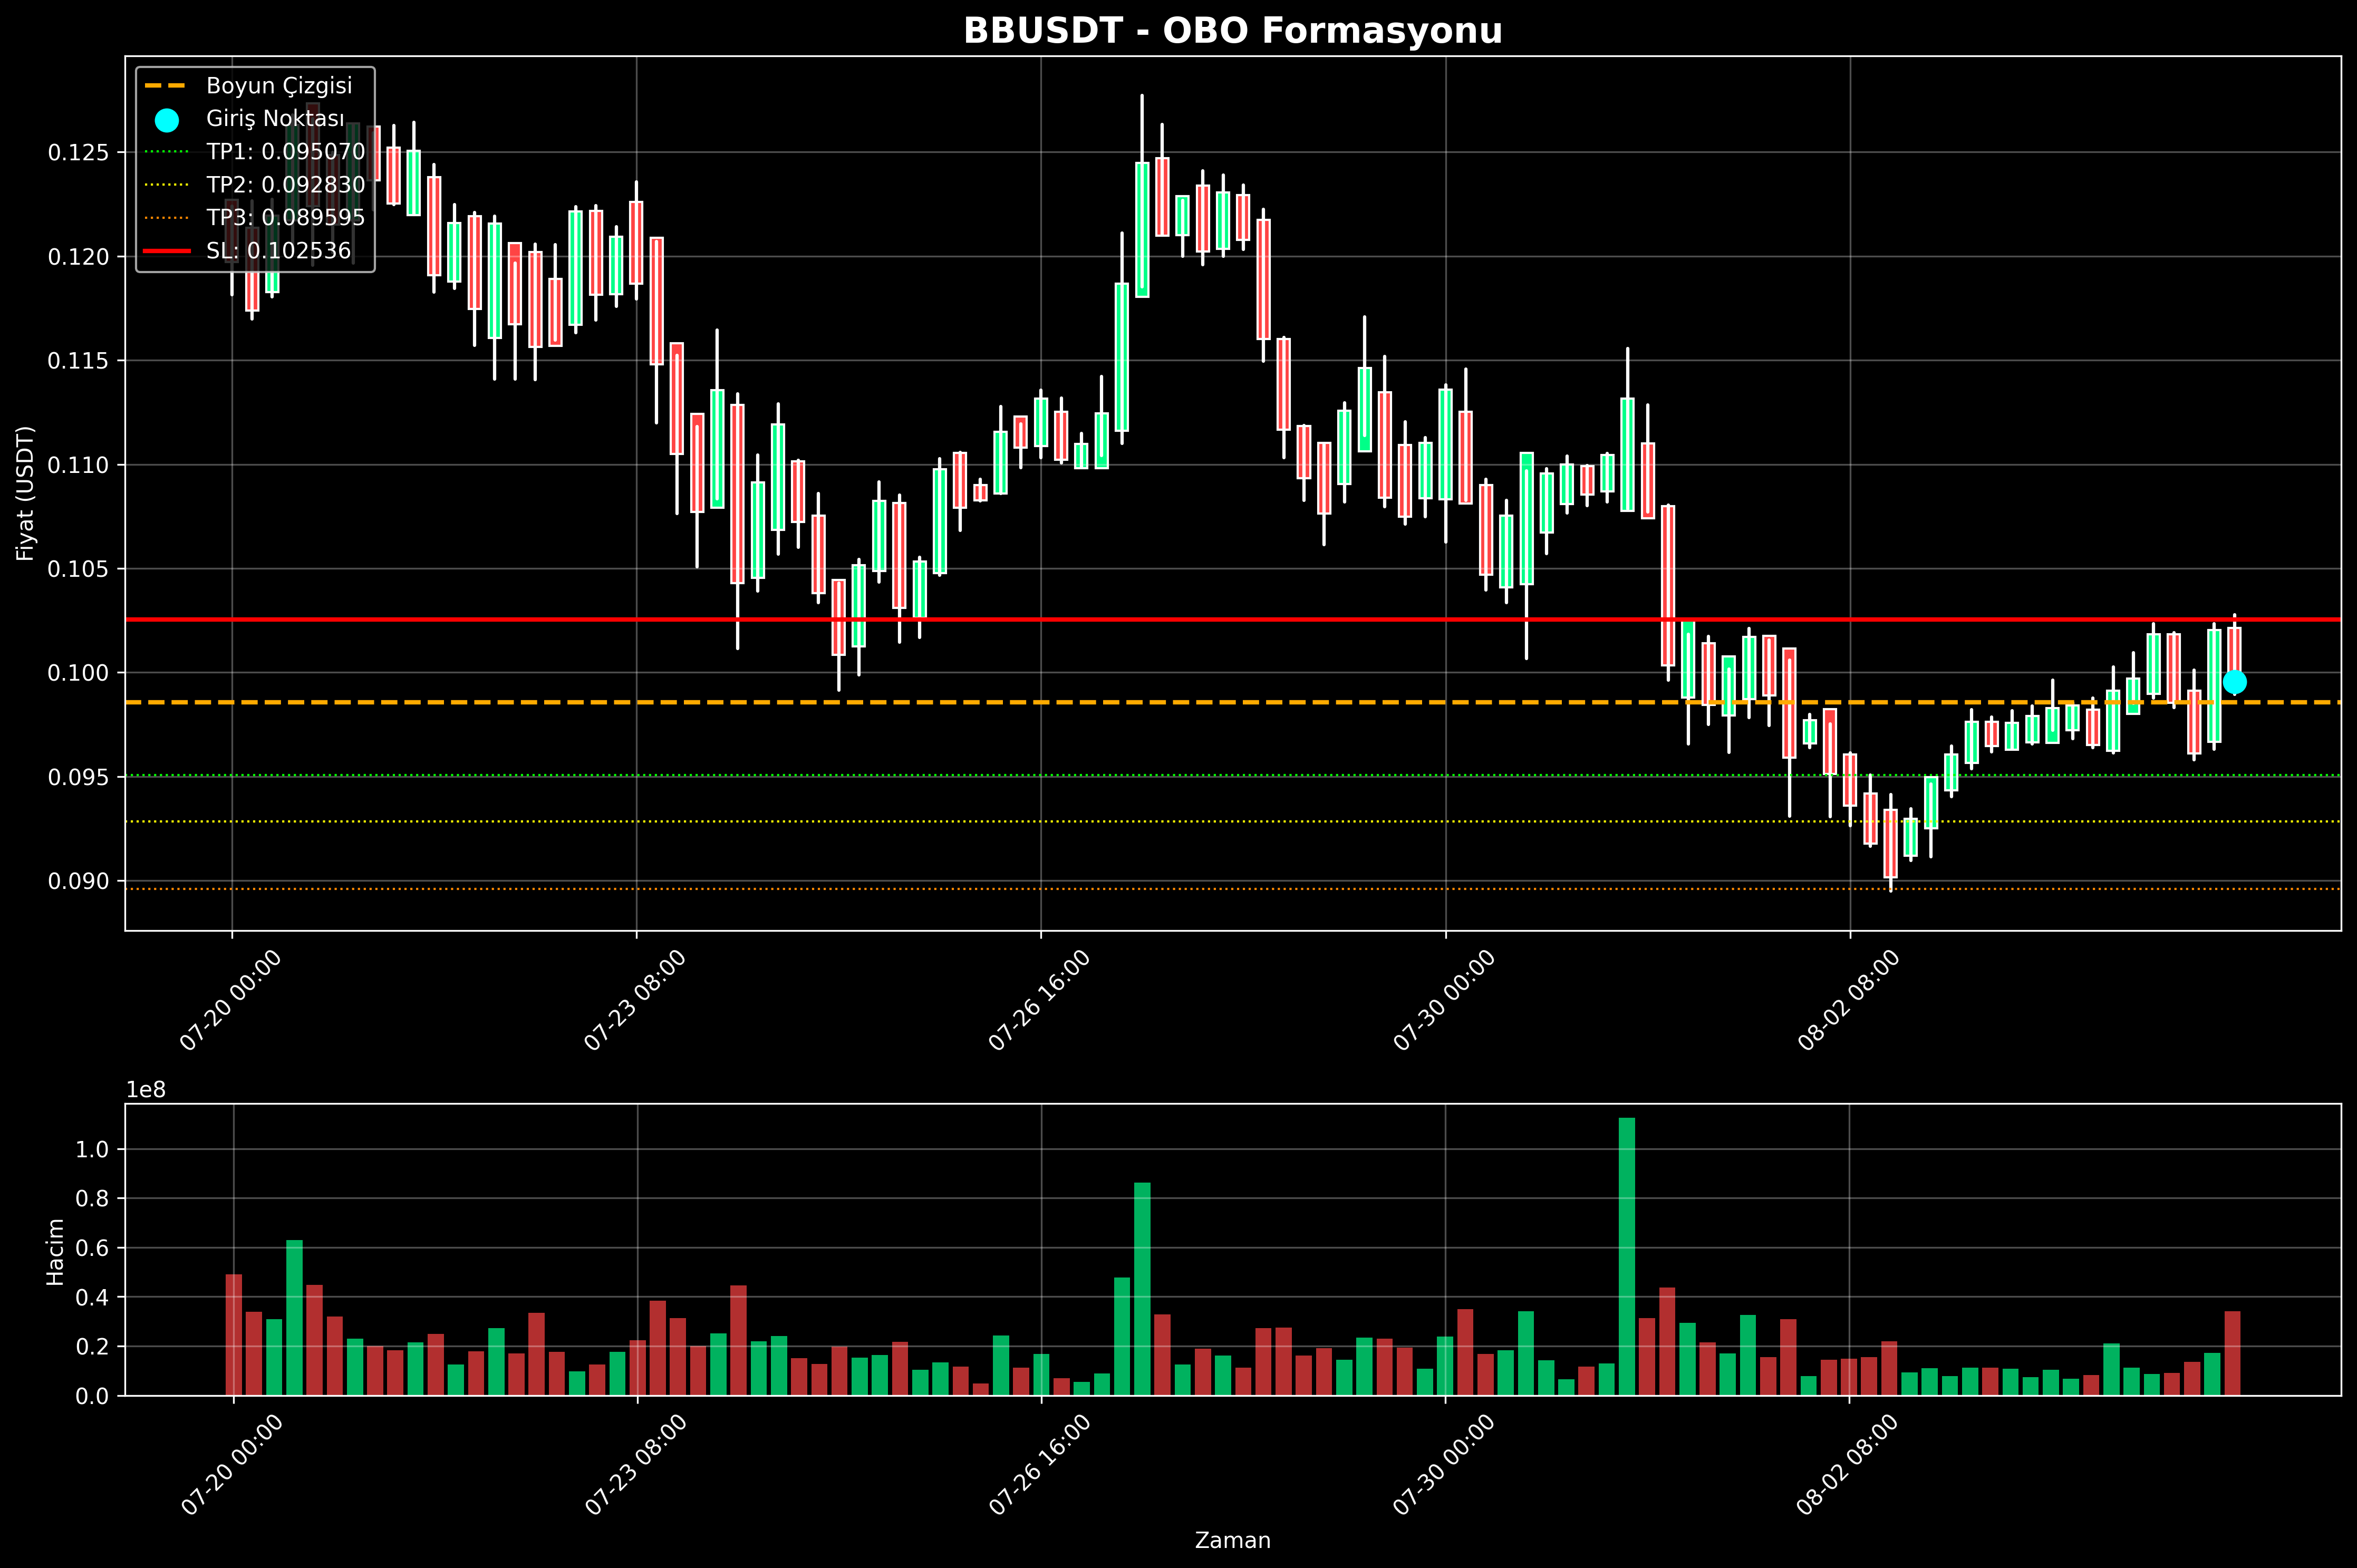 BBUSDT - OBO Formasyonu
Boyun Çizgisi
Giriş Noktası
TP1: 0.095070
TP2: 0.092830
TP3: 0.089595
SL: 0.102536
Fiyat (USDT)
0.125
0.120
0.115
0.110
0.105
0.100
0.095
0.090
07-20 00:00
07-23 08:00
07-26 16:00
07-30 00:00
08-02 08:00
1e8
Hacim
1.0
0.8
0.6
0.4
0.2
0.0
07-20 00:00
07-23 08:00
07-26 16:00
07-30 00:00
08-02 08:00
Zaman